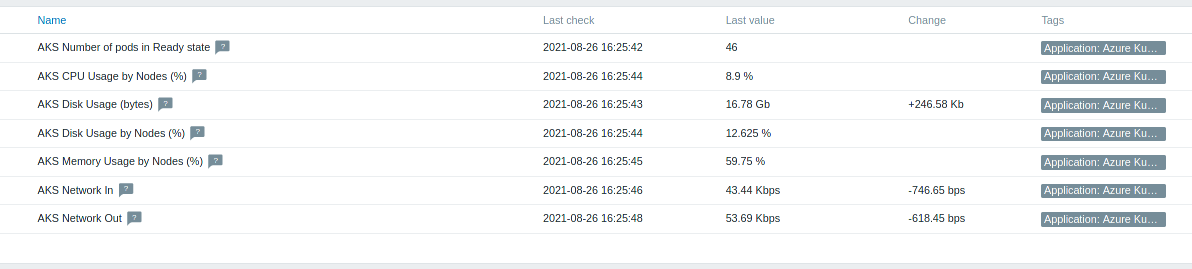 Name Last check Last value Change Tags
AKS Number of pods in Ready state ? 2021-08-26 16:25:42 46 Application: Azure Ku...
AKS CPU Usage by Nodes (%) ? 2021-08-26 16:25:44 8.9 % Application: Azure Ku...
AKS Disk Usage (bytes) ? 2021-08-26 16:25:43 16.78 Gb +246.58 Kb Application: Azure Ku...
AKS Disk Usage by Nodes (%) ? 2021-08-26 16:25:44 12.625 % Application: Azure Ku...
AKS Memory Usage by Nodes (%) ? 2021-08-26 16:25:45 59.75 % Application: Azure Ku...
AKS Network In ? 2021-08-26 16:25:46 43.44 Kbps -746.65 bps Application: Azure Ku...
AKS Network Out ? 2021-08-26 16:25:48 53.69 Kbps -618.45 bps Application: Azure Ku...